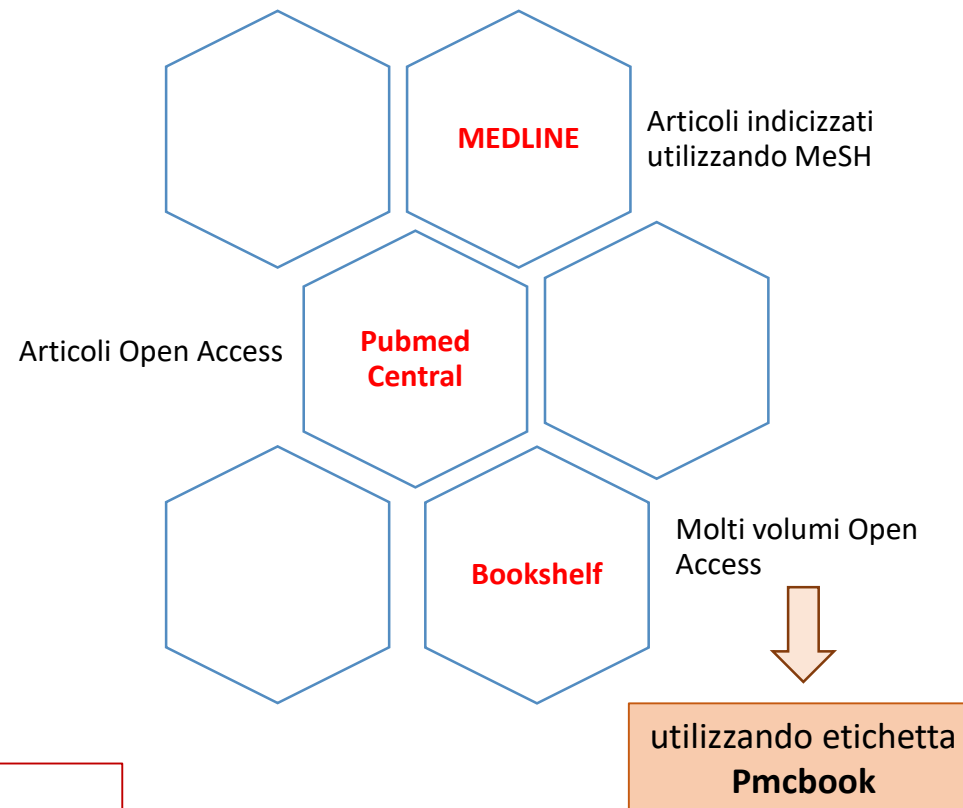 MEDLINE
Articoli indicizzati
utilizzando MeSH
Articoli Open Access
Pubmed
Central
Bookshelf
Molti volumi Open
Access
utilizzando etichetta
Pmcbook